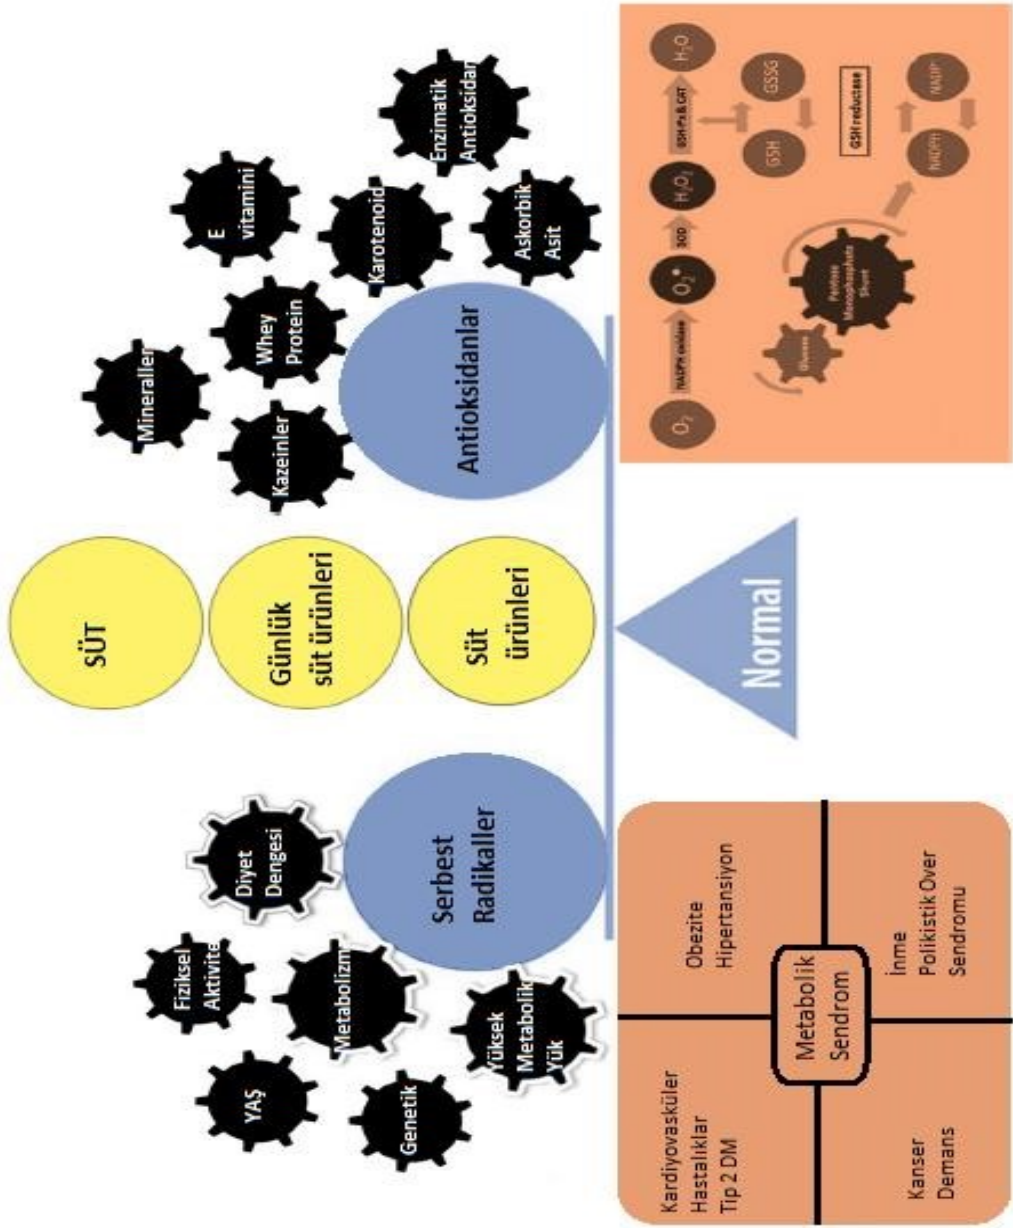 SÜT
Günlük
süt ürünleri
Süt
ürünleri
YAŞ
Fiziksel
Aktivite
Diyet
Dengesi
Genetik
Metabolizm
Yüksek
Metabolik
Yük
Serbest
Radikaller
Mineraller
Kazeinler
Whey
Protein
E
vitamini
Karotenoid
Enzimatik
Antioksidan
Askorbik
Asit
Antioksidanlar
Normal
Kardiyovasküler
Hastalıklar
Tip 2 DM
Obezite
Hipertansiyon
Metabolik
Sendrom
Kanser
Demans
İnme
Polikistik Over
Sendromu
O₂
NADPH oxidase
O₂•
SOD
H₂O₂
GSH-Px & CAT
H₂O
GSH
GSSG
GSH reductase
Glucose
Pentose
Monophosphate
Shunt
NADPH
NADP⁺